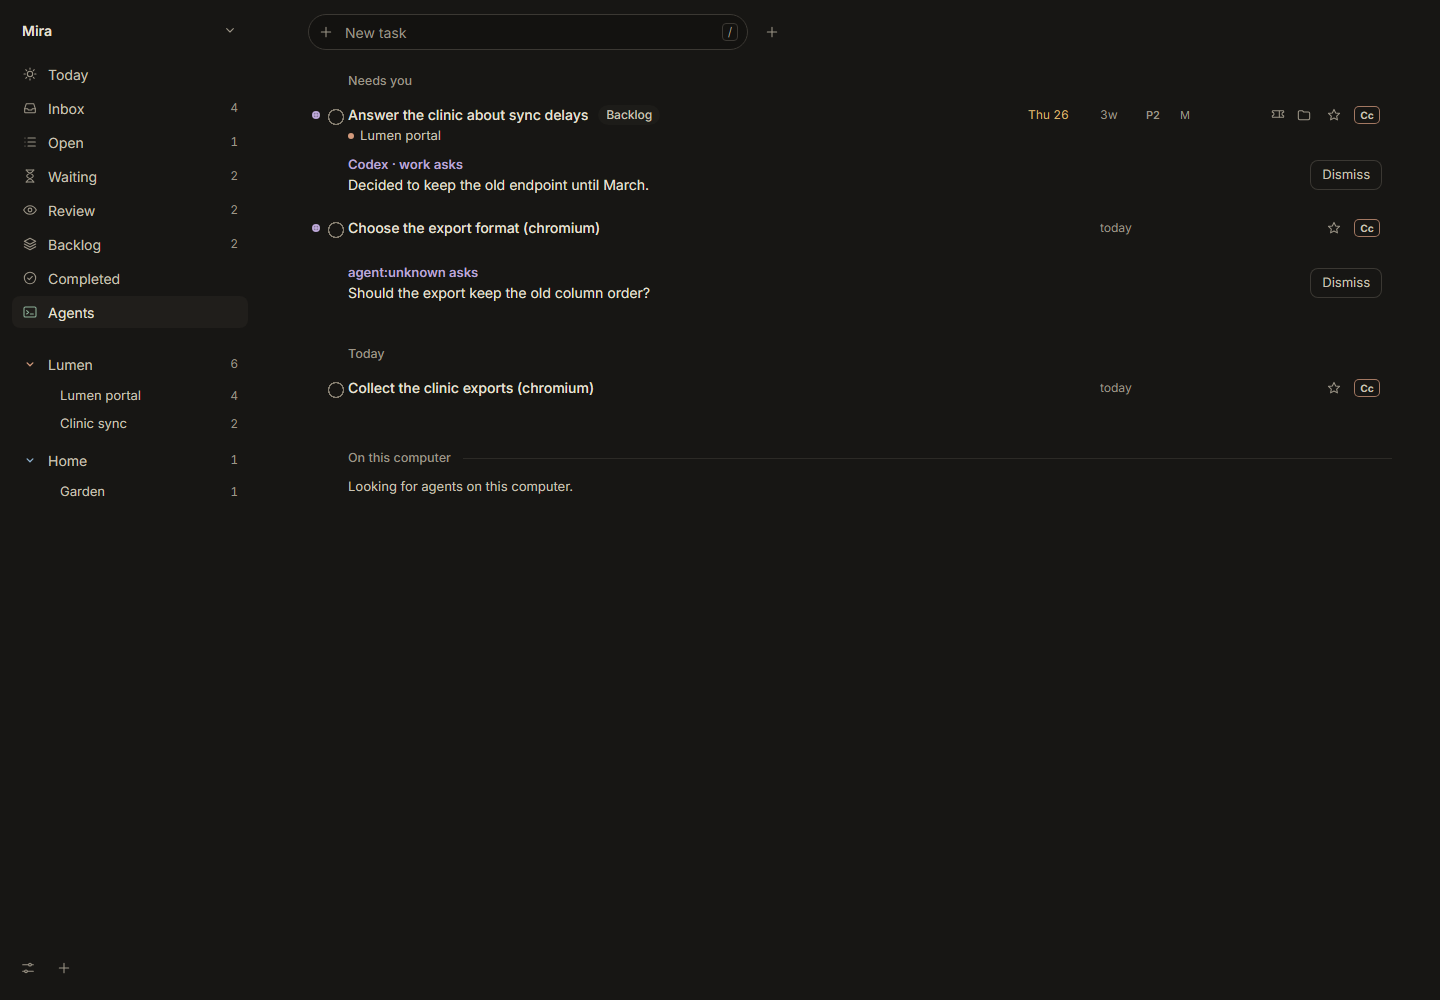 Mira
Today
Inbox 4
Open 1
Waiting 2
Review 2
Backlog 2
Completed
Agents
Lumen 6
Lumen portal 4
Clinic sync 2
Home 1
Garden 1
New task /
Needs you
Answer the clinic about sync delays Backlog Thu 26 3w P2 M Cc
Lumen portal
Codex · work asks
Decided to keep the old endpoint until March. Dismiss
Choose the export format (chromium) today Cc
agent:unknown asks
Should the export keep the old column order? Dismiss
Today
Collect the clinic exports (chromium) today Cc
On this computer
Looking for agents on this computer.